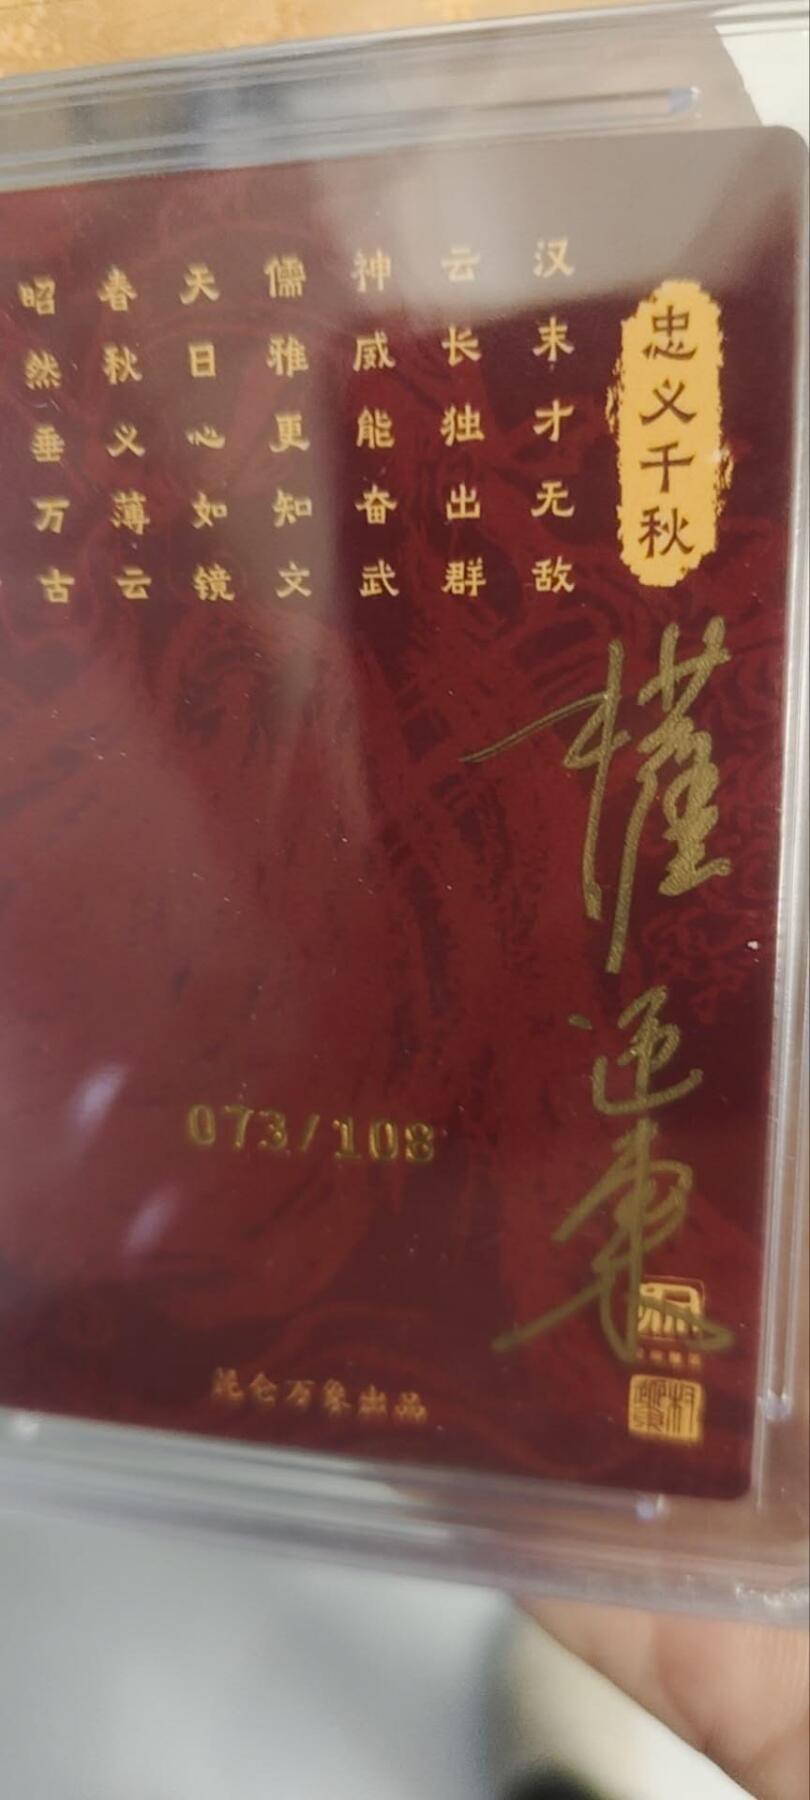 忠义千秋
汉末才无敌
云长独出群
神威能奋武
儒雅更知文
天日心如镜
春秋义薄云
昭然垂万古
073/108
昆仑万象出品